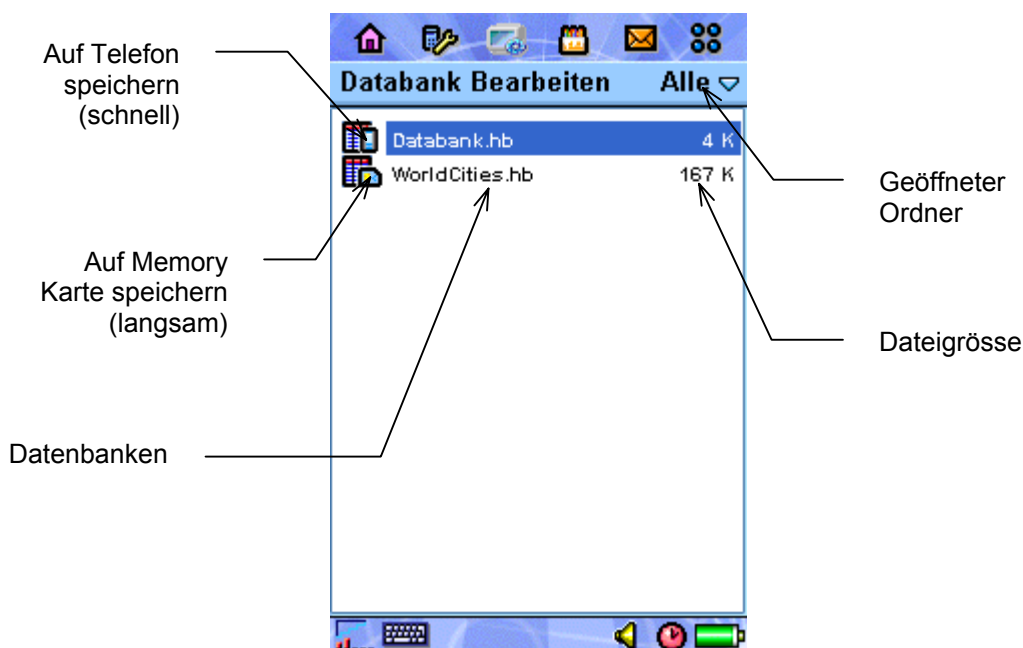 Auf Telefon
speichern
(schnell)
Databank Bearbeiten Alle
Databank.hb 4 K
WorldCities.hb 167 K
Geöffneter
Ordner
Auf Memory
Karte speichern
(langsam)
Dateigrösse
Datenbanken